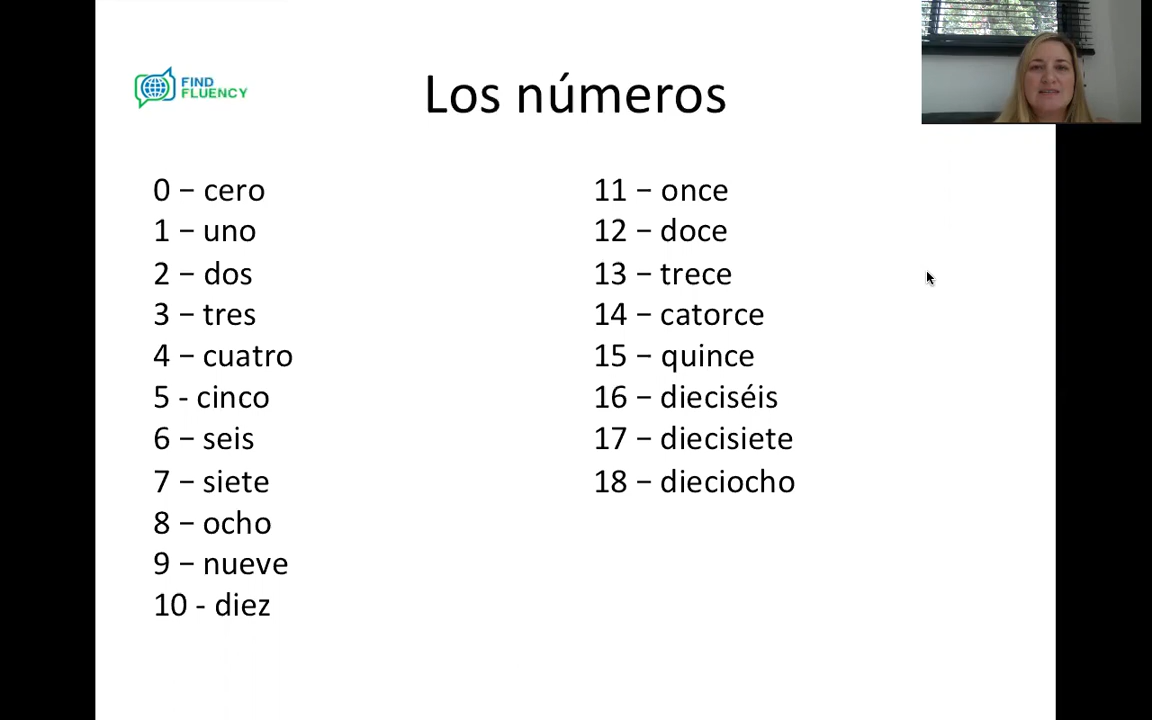 FIND
FLUENCY
Los números
0 – cero
1 – uno
2 – dos
3 – tres
4 – cuatro
5 - cinco
6 – seis
7 – siete
8 – ocho
9 – nueve
10 - diez
11 – once
12 – doce
13 – trece
14 – catorce
15 – quince
16 – dieciséis
17 – diecisiete
18 – dieciocho